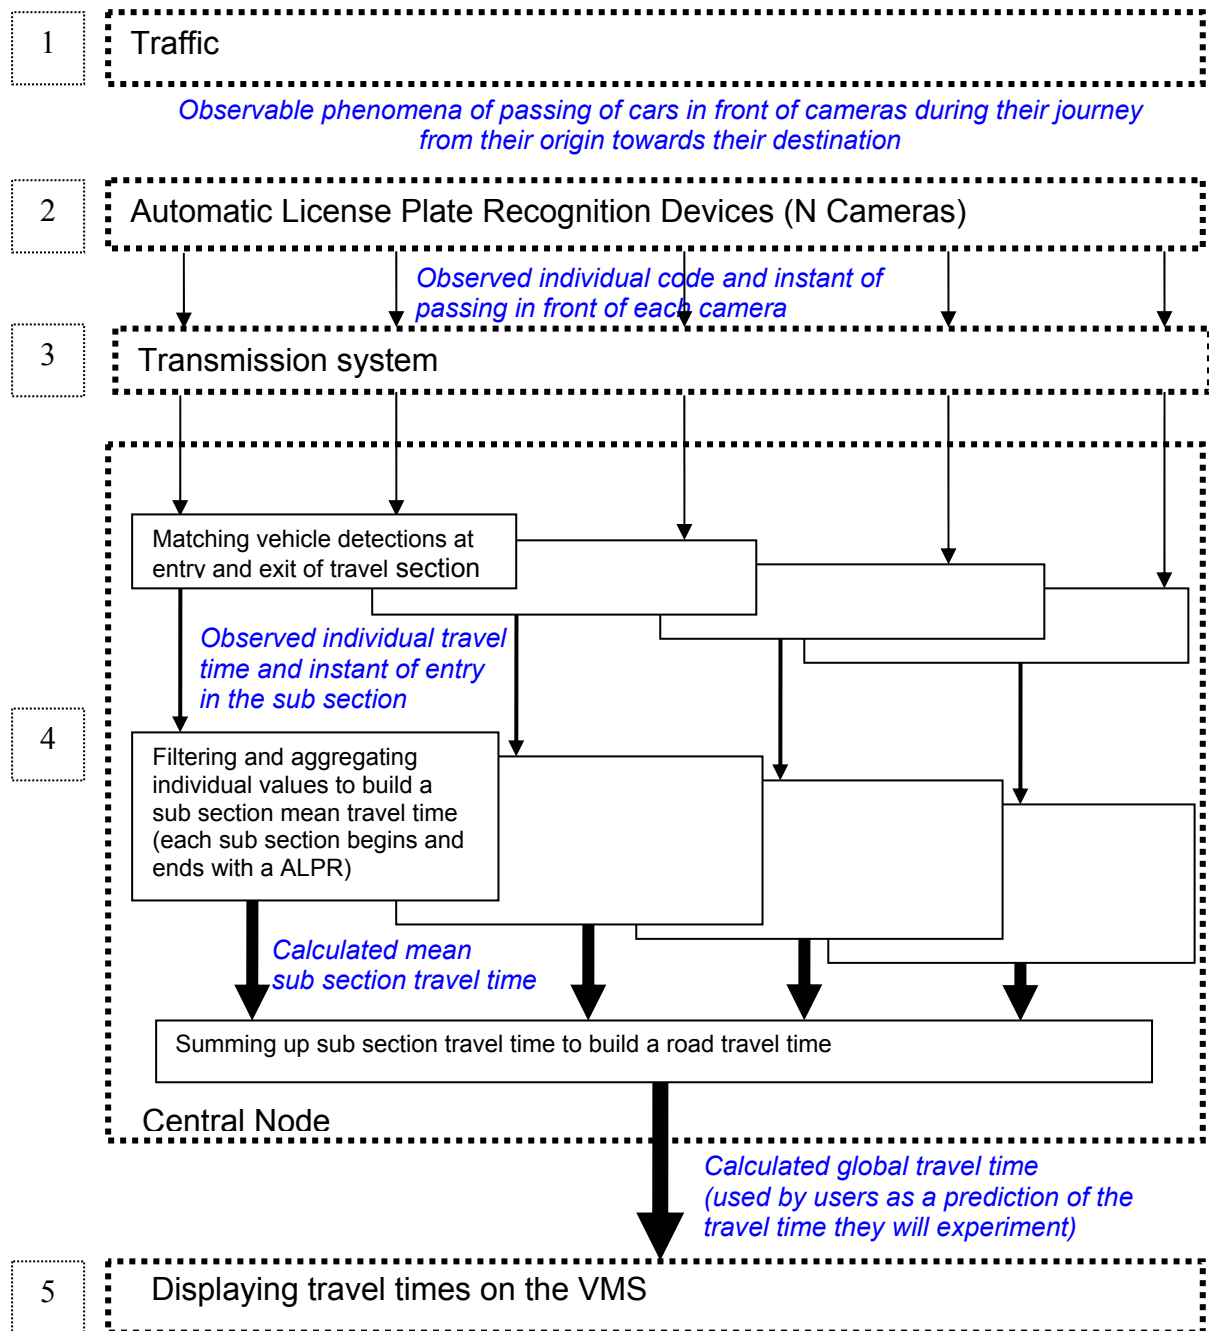 1
Traffic
Observable phenomena of passing of cars in front of cameras during their journey
from their origin towards their destination
2
Automatic License Plate Recognition Devices (N Cameras)
Observed individual code and instant of
passing in front of each camera
3
Transmission system
Matching vehicle detections at
entry and exit of travel section
Observed individual travel
time and instant of entry
in the sub section
4
Filtering and aggregating
individual values to build a
sub section mean travel time
(each sub section begins and
ends with a ALPR)
Calculated mean
sub section travel time
Summing up sub section travel time to build a road travel time
Central Node
Calculated global travel time
(used by users as a prediction of the
travel time they will experiment)
5
Displaying travel times on the VMS